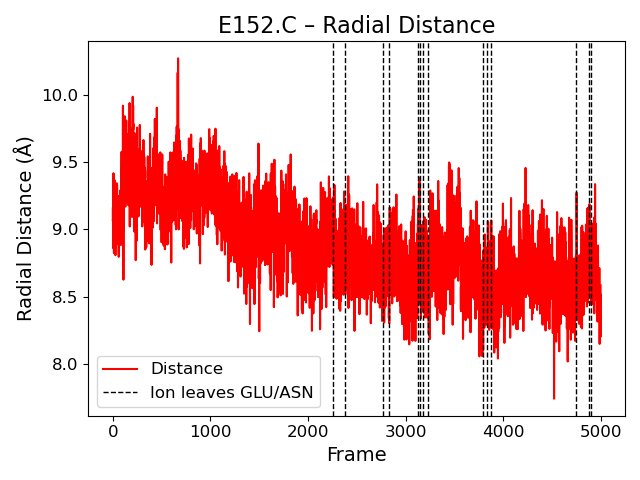 E152.C – Radial Distance
Radial Distance (Å)
10.0
9.5
9.0
8.5
8.0
Distance
Ion leaves GLU/ASN
0 1000 2000 3000 4000 5000
Frame